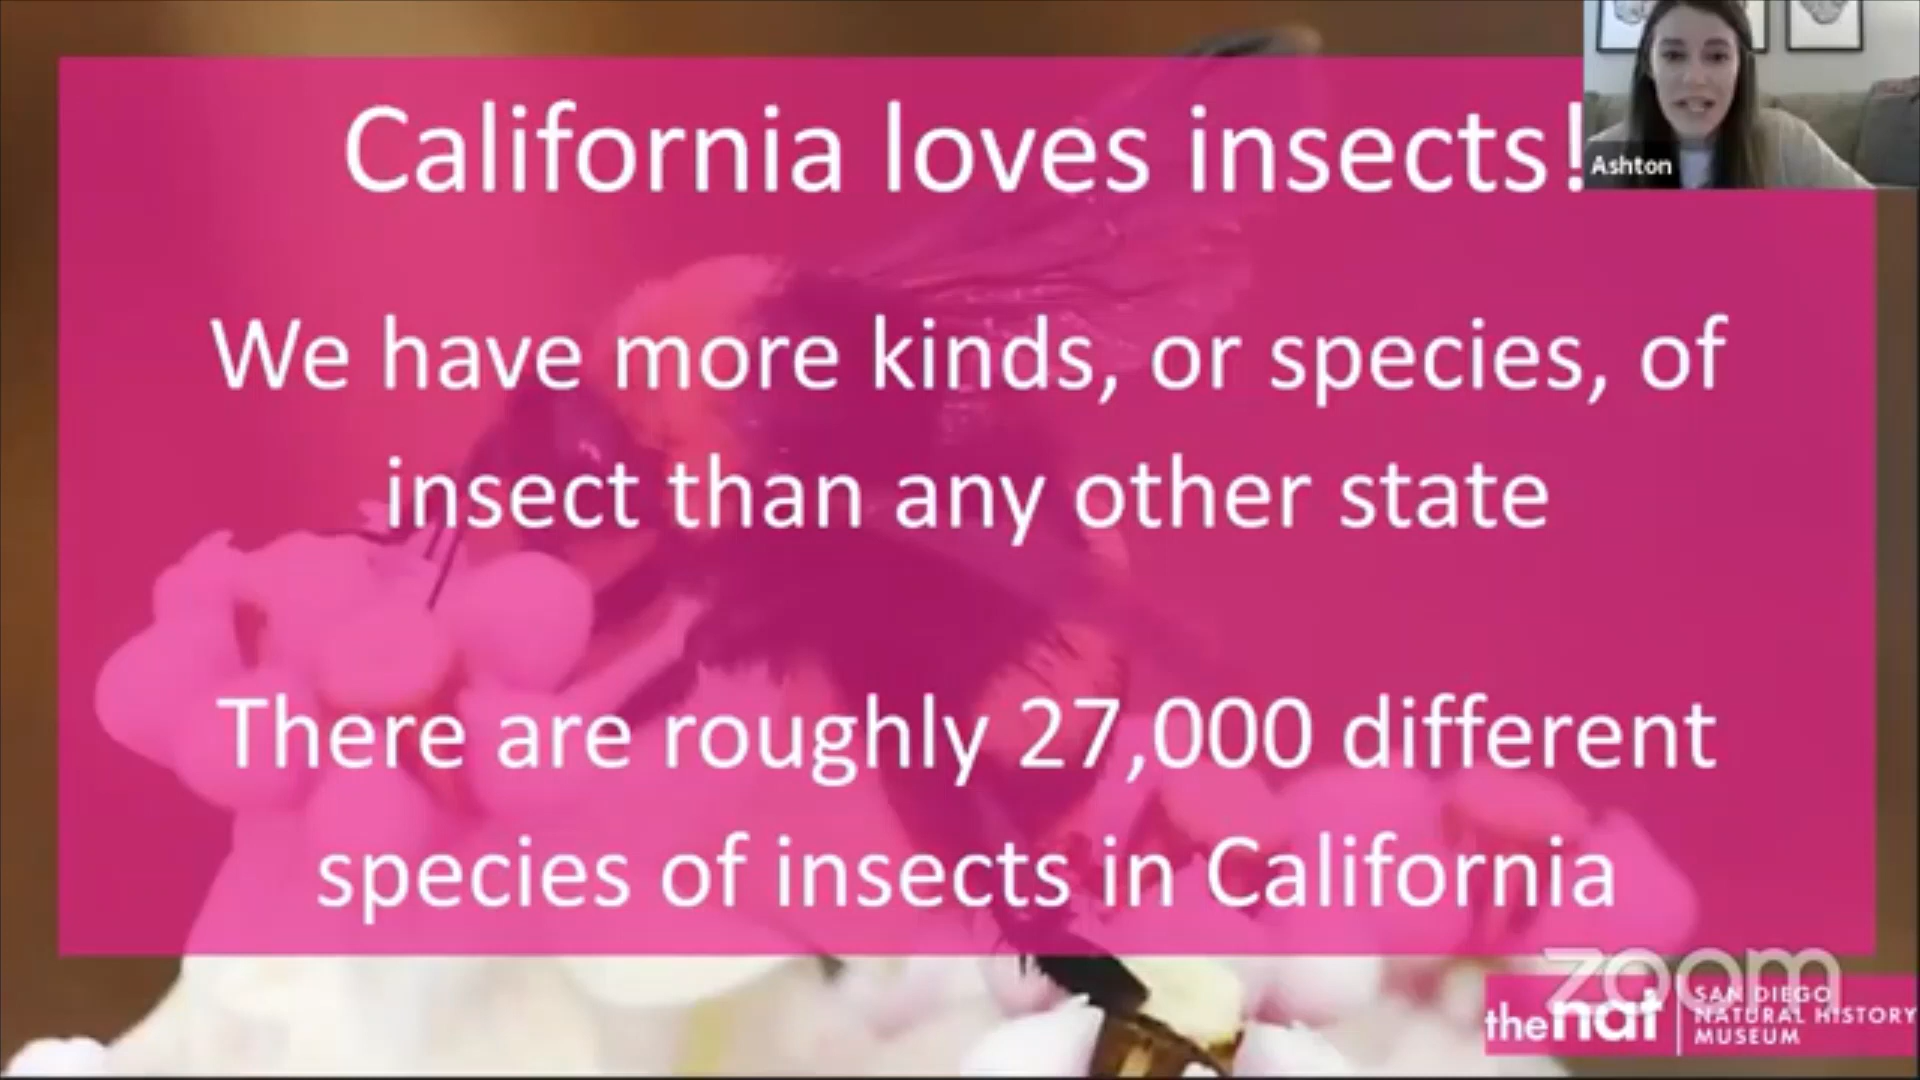 California loves insects!
Ashton
We have more kinds, or species, of
insect than any other state
There are roughly 27,000 different
species of insects in California
zoom
thenat
SAN DIEGO
NATURAL HISTORY
MUSEUM